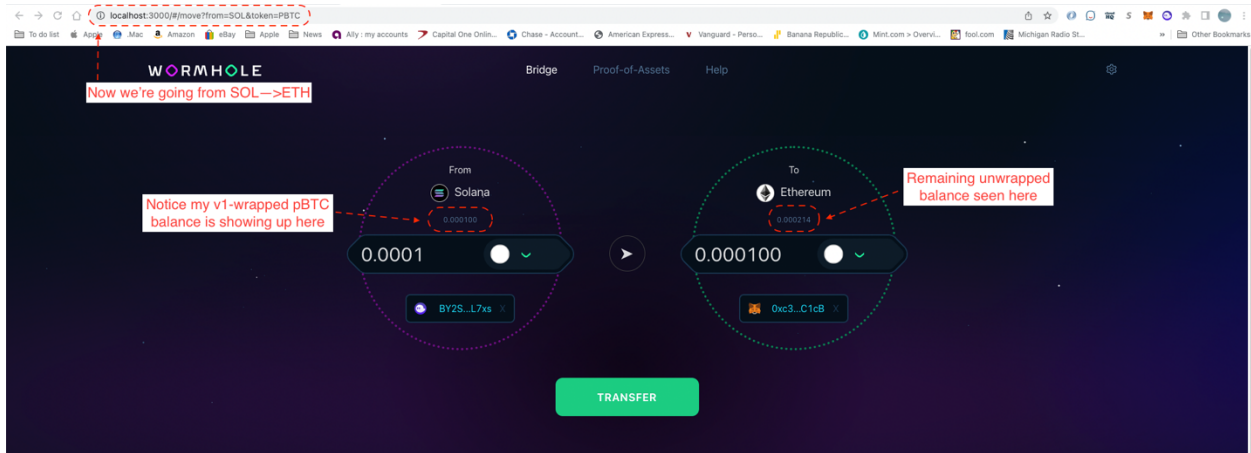 localhost:3000/#/move?from=SOL&token=PBTC
To do list Apple .Mac Amazon eBay Apple News Ally : my accounts Capital One Onlin... Chase - Account... American Express... Vanguard - Perso... Banana Republic... Mint.com > Overvi... fool.com Michigan Radio St... » Other Bookmarks
WORMHOLE Bridge Proof-of-Assets Help
Now we're going from SOL—>ETH
From
Solana
0.000100
0.0001
BY2S...L7xs X
Notice my v1-wrapped pBTC
balance is showing up here
To
Ethereum
0.000214
0.000100
0xc3...C1cB X
Remaining unwrapped
balance seen here
TRANSFER